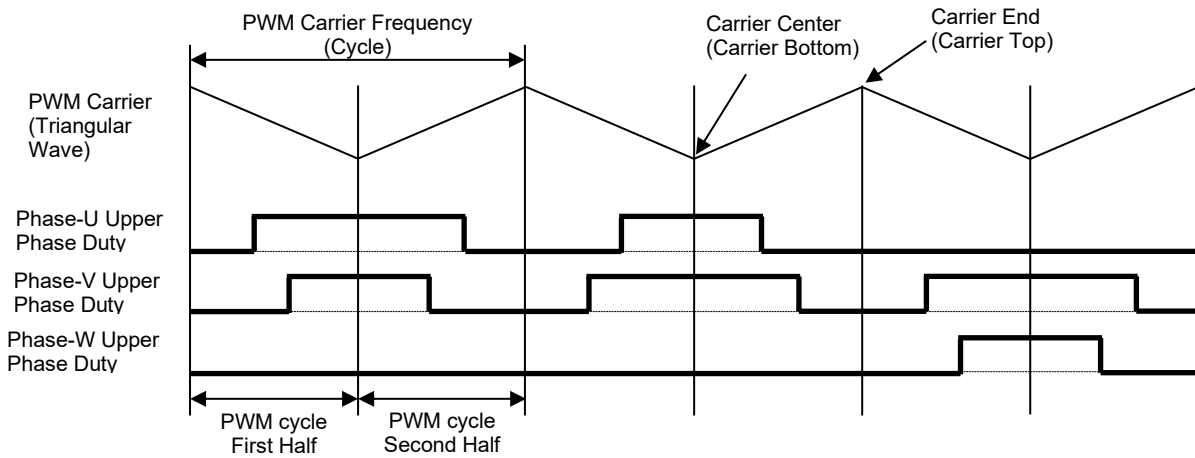 PWM Carrier Frequency
(Cycle)
Carrier Center
(Carrier Bottom)
Carrier End
(Carrier Top)
PWM Carrier
(Triangular
Wave)
Phase-U Upper
Phase Duty
Phase-V Upper
Phase Duty
Phase-W Upper
Phase Duty
PWM cycle
First Half
PWM cycle
Second Half